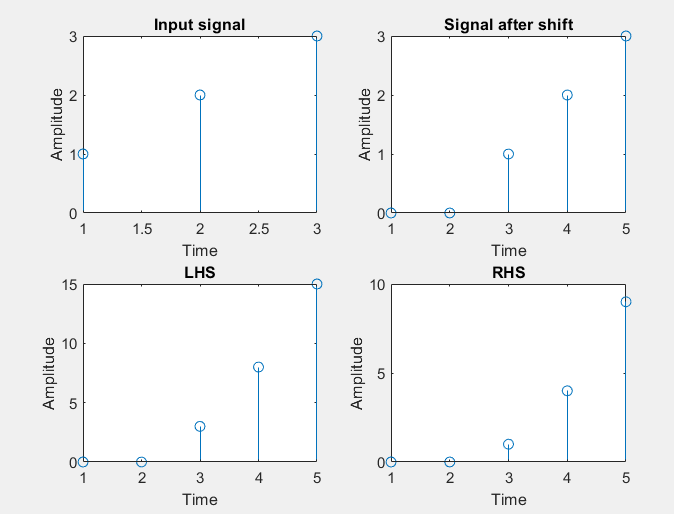 Input signal
3
2
1
0
Amplitude
1 1.5 2 2.5 3
Time
Signal after shift
3
2
1
0
Amplitude
1 2 3 4 5
Time
LHS
15
10
5
0
Amplitude
1 2 3 4 5
Time
RHS
10
5
0
Amplitude
1 2 3 4 5
Time